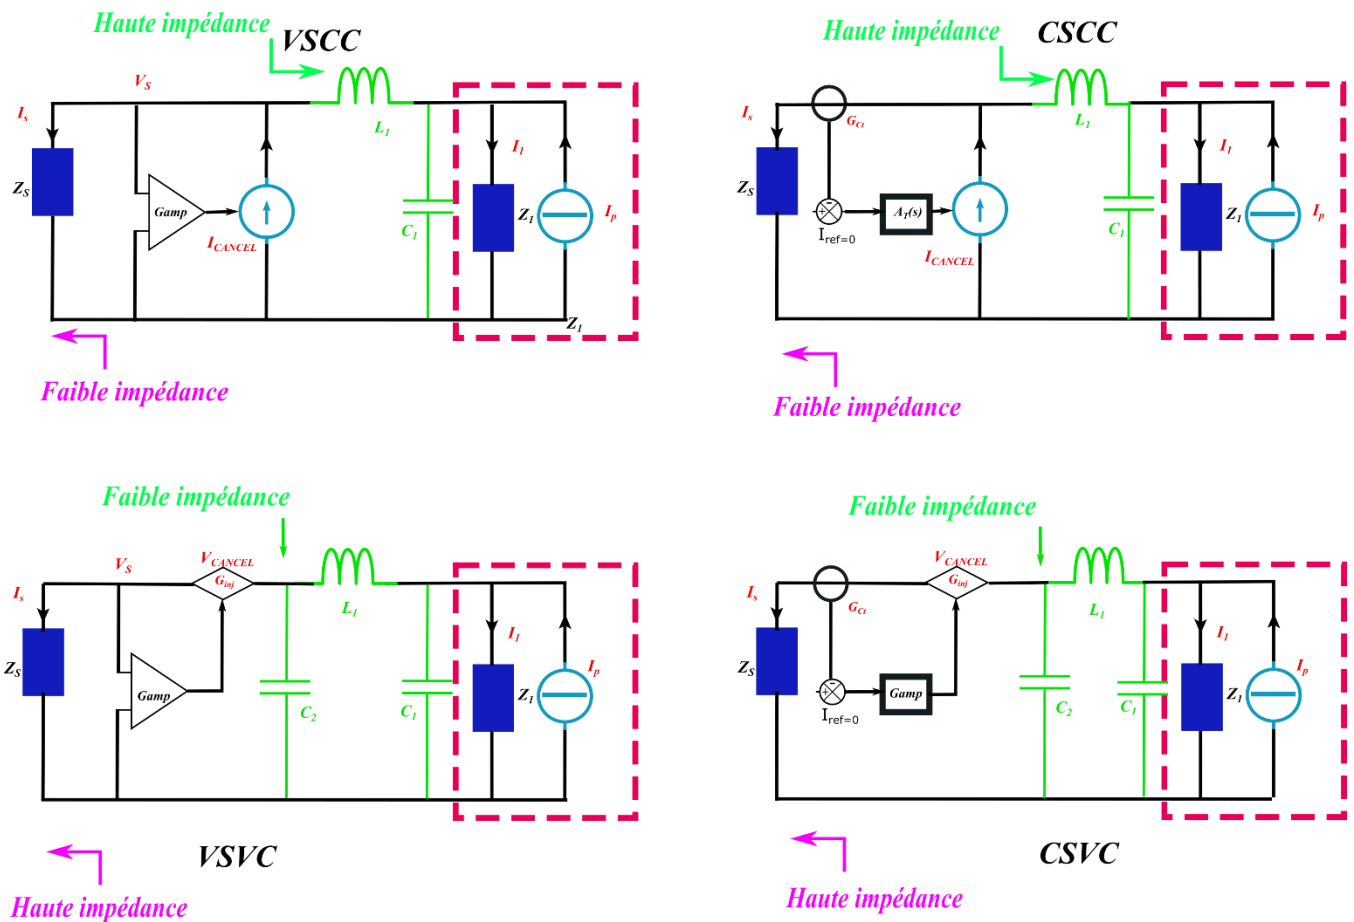 Haute impédance
VSCC
V_S
I_s
Z_S
Gamp
I_CANCEL
L_1
C_1
I_1
Z_1
I_p
Z_1
Faible impédance
Haute impédance
CSCC
I_s
G_Ct
Z_S
A_T(s)
I_ref=0
I_CANCEL
L_1
C_1
I_1
Z_1
I_p
Faible impédance
Faible impédance
V_S
V_CANCEL
G_inj
I_s
Z_S
Gamp
L_1
C_2
C_1
I_1
Z_1
I_p
VSVC
Haute impédance
Faible impédance
V_CANCEL
G_inj
I_s
G_Ct
Z_S
Gamp
I_ref=0
L_1
C_2
C_1
I_1
Z_1
I_p
CSVC
Haute impédance